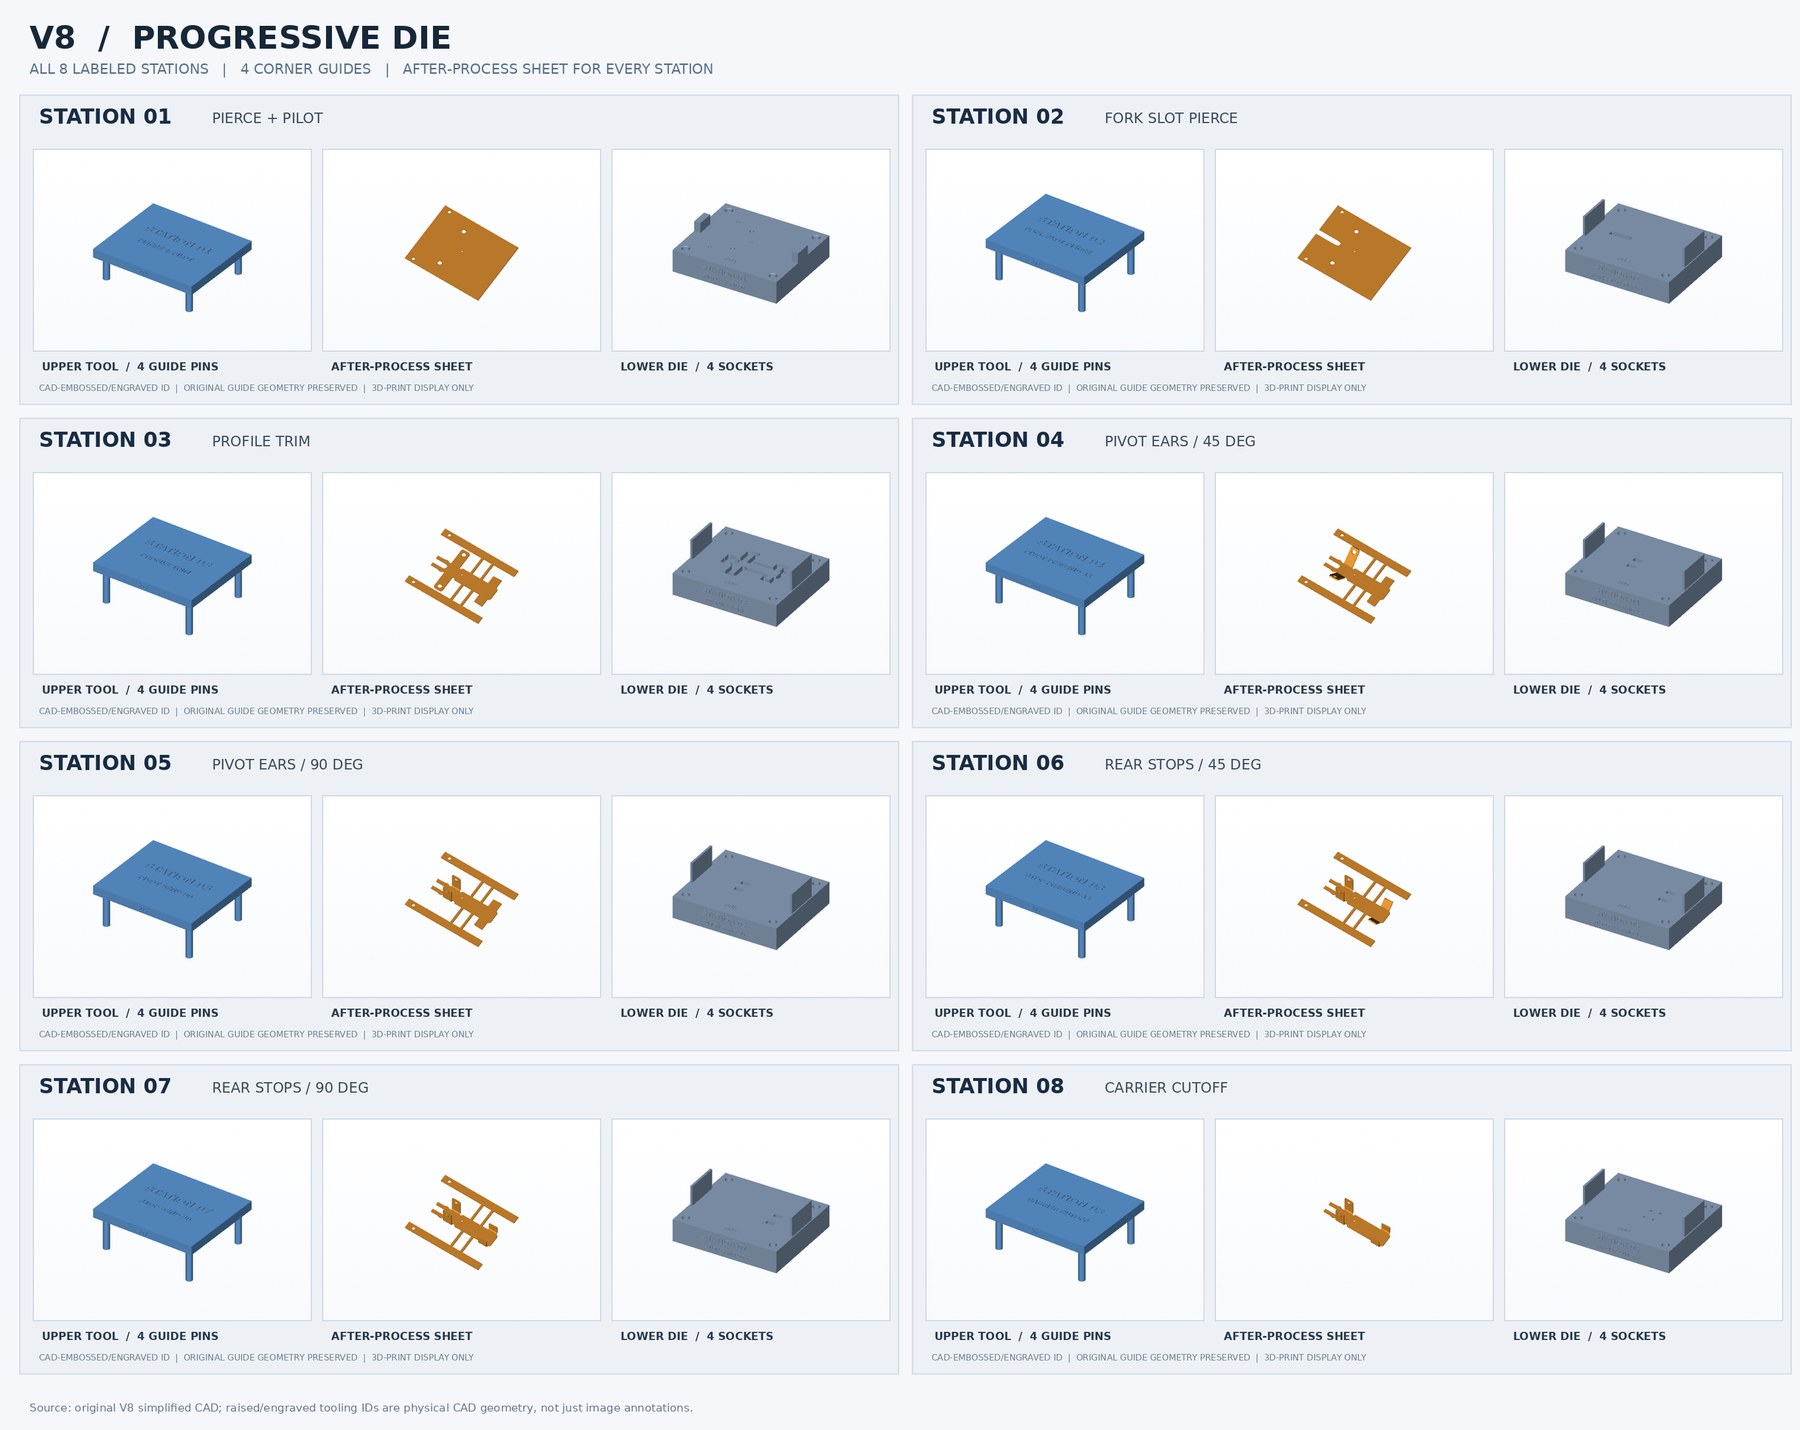 V8 / PROGRESSIVE DIE
ALL 8 LABELED STATIONS | 4 CORNER GUIDES | AFTER-PROCESS SHEET FOR EVERY STATION
STATION 01 PIERCE + PILOT
UPPER TOOL / 4 GUIDE PINS AFTER-PROCESS SHEET LOWER DIE / 4 SOCKETS
CAD-EMBOSSED/ENGRAVED ID | ORIGINAL GUIDE GEOMETRY PRESERVED | 3D-PRINT DISPLAY ONLY
STATION 02 FORK SLOT PIERCE
UPPER TOOL / 4 GUIDE PINS AFTER-PROCESS SHEET LOWER DIE / 4 SOCKETS
CAD-EMBOSSED/ENGRAVED ID | ORIGINAL GUIDE GEOMETRY PRESERVED | 3D-PRINT DISPLAY ONLY
STATION 03 PROFILE TRIM
UPPER TOOL / 4 GUIDE PINS AFTER-PROCESS SHEET LOWER DIE / 4 SOCKETS
CAD-EMBOSSED/ENGRAVED ID | ORIGINAL GUIDE GEOMETRY PRESERVED | 3D-PRINT DISPLAY ONLY
STATION 04 PIVOT EARS / 45 DEG
UPPER TOOL / 4 GUIDE PINS AFTER-PROCESS SHEET LOWER DIE / 4 SOCKETS
CAD-EMBOSSED/ENGRAVED ID | ORIGINAL GUIDE GEOMETRY PRESERVED | 3D-PRINT DISPLAY ONLY
STATION 05 PIVOT EARS / 90 DEG
UPPER TOOL / 4 GUIDE PINS AFTER-PROCESS SHEET LOWER DIE / 4 SOCKETS
CAD-EMBOSSED/ENGRAVED ID | ORIGINAL GUIDE GEOMETRY PRESERVED | 3D-PRINT DISPLAY ONLY
STATION 06 REAR STOPS / 45 DEG
UPPER TOOL / 4 GUIDE PINS AFTER-PROCESS SHEET LOWER DIE / 4 SOCKETS
CAD-EMBOSSED/ENGRAVED ID | ORIGINAL GUIDE GEOMETRY PRESERVED | 3D-PRINT DISPLAY ONLY
STATION 07 REAR STOPS / 90 DEG
UPPER TOOL / 4 GUIDE PINS AFTER-PROCESS SHEET LOWER DIE / 4 SOCKETS
CAD-EMBOSSED/ENGRAVED ID | ORIGINAL GUIDE GEOMETRY PRESERVED | 3D-PRINT DISPLAY ONLY
STATION 08 CARRIER CUTOFF
UPPER TOOL / 4 GUIDE PINS AFTER-PROCESS SHEET LOWER DIE / 4 SOCKETS
CAD-EMBOSSED/ENGRAVED ID | ORIGINAL GUIDE GEOMETRY PRESERVED | 3D-PRINT DISPLAY ONLY
Source: original V8 simplified CAD; raised/engraved tooling IDs are physical CAD geometry, not just image annotations.